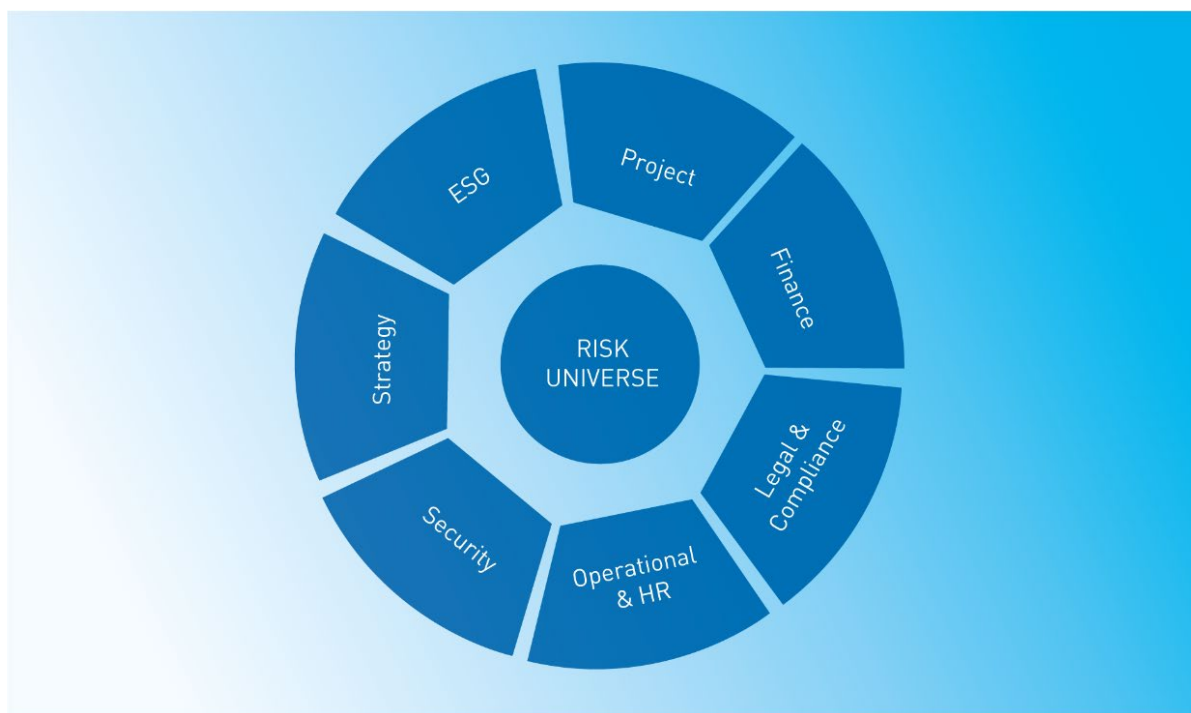 Project
Finance
Legal &
Compliance
Operational
& HR
Security
Strategy
ESG
RISK
UNIVERSE